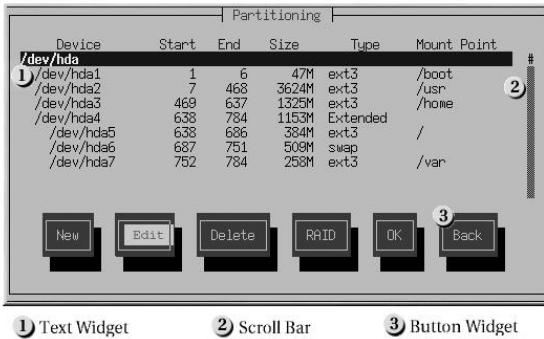 Partitioning
Device Start End Size Type Mount Point
/dev/hda #
1 /dev/hda1 1 6 47M ext3 /boot
/dev/hda2 7 468 3624M ext3 /usr 2
/dev/hda3 469 637 1325M ext3 /home
/dev/hda4 638 784 1153M Extended
/dev/hda5 638 686 384M ext3 /
/dev/hda6 687 751 509M swap
/dev/hda7 752 784 258M ext3 /var
3
New Edit Delete RAID OK Back
1 Text Widget 2 Scroll Bar 3 Button Widget